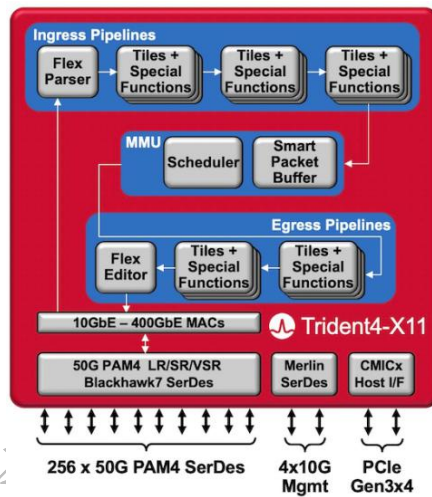 Ingress Pipelines
Flex
Parser
Tiles +
Special
Functions
Tiles +
Special
Functions
Tiles +
Special
Functions
MMU
Scheduler
Smart
Packet
Buffer
Egress Pipelines
Flex
Editor
Tiles +
Special
Functions
Tiles +
Special
Functions
10GbE – 400GbE MACs
Trident4-X11
50G PAM4 LR/SR/VSR
Blackhawk7 SerDes
Merlin
SerDes
CMICx
Host I/F
256 x 50G PAM4 SerDes
4x10G
Mgmt
PCIe
Gen3x4